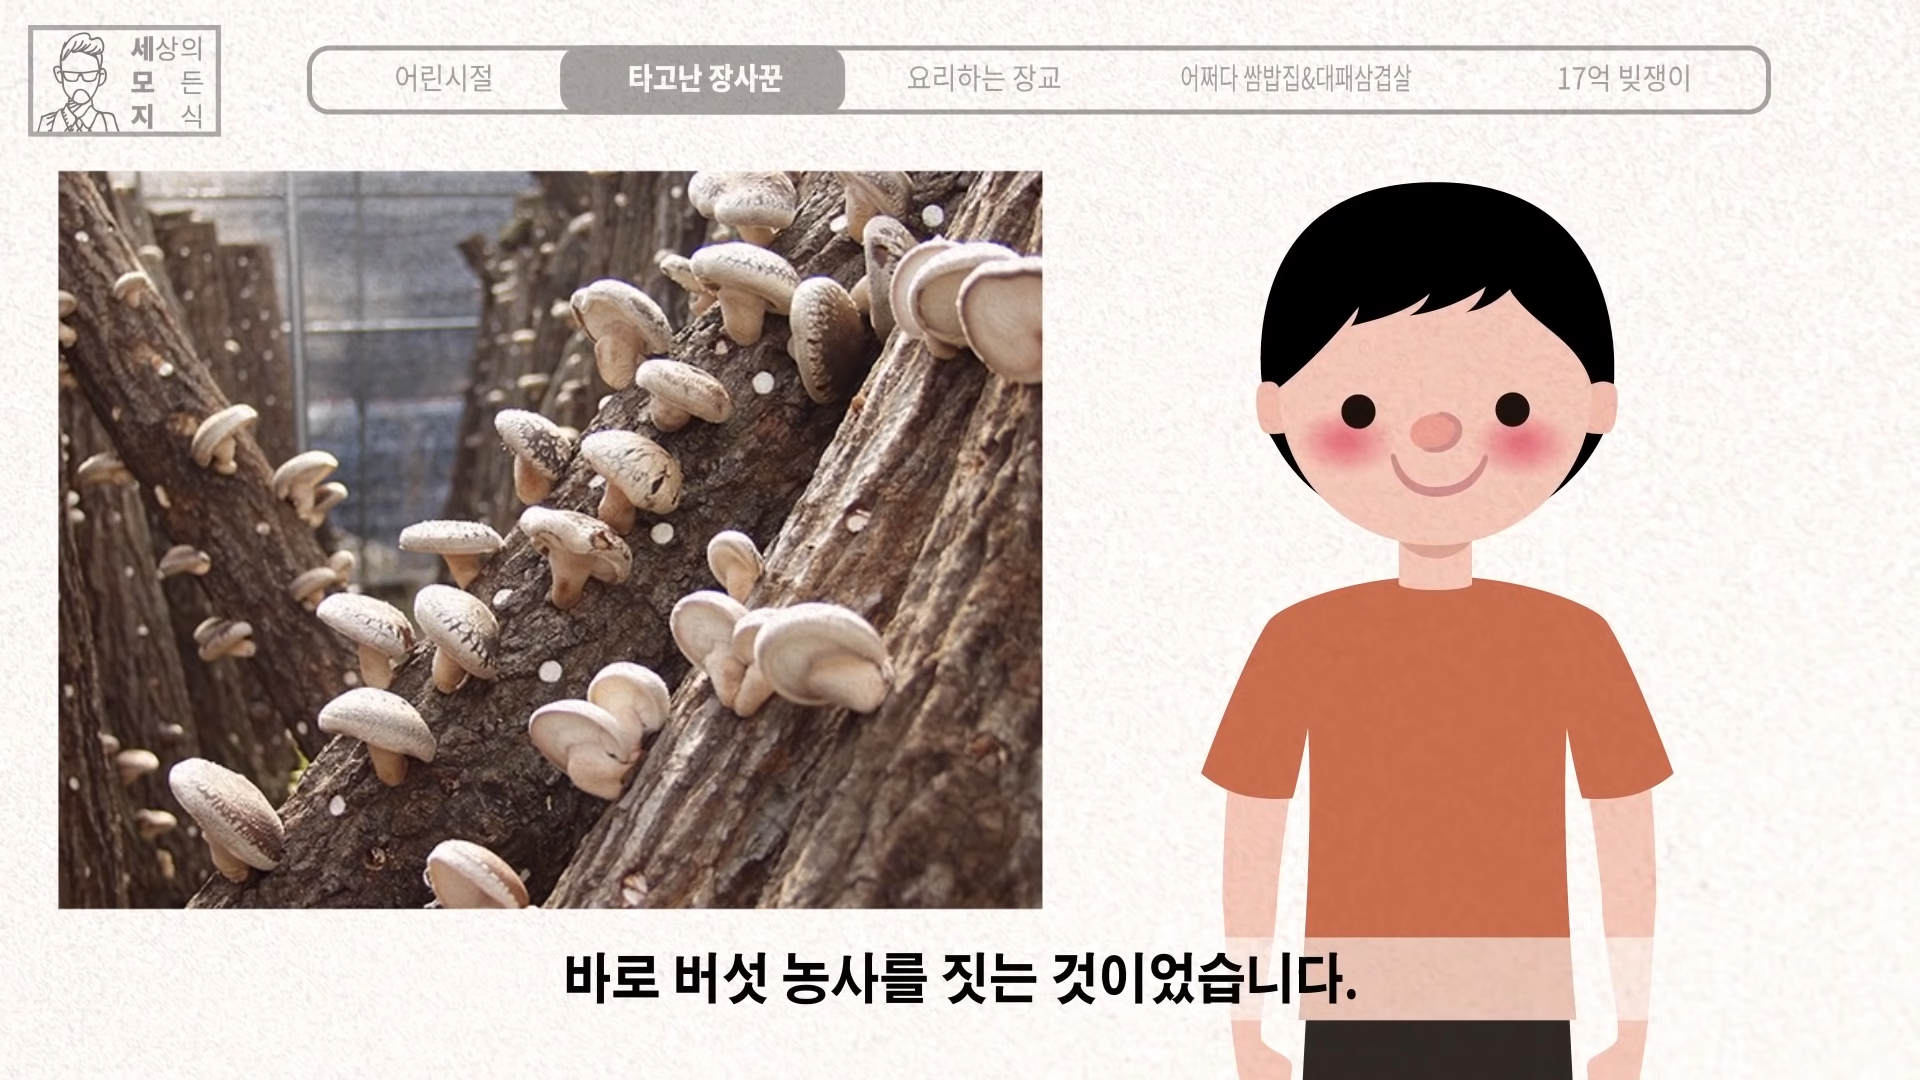 세상의
모든
지식
어린시절
타고난 장사꾼
요리하는 장교
어쩌다 쌈밥집&대패삼겹살
17억 빚쟁이
바로 버섯 농사를 짓는 것이었습니다.